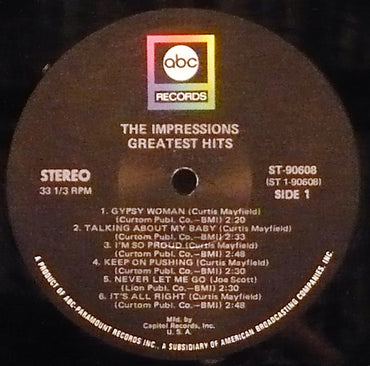 abc
RECORDS
THE IMPRESSIONS
GREATEST HITS
STEREO
33 1/3 RPM
ST-90608
(ST 1-90608)
SIDE 1
1. GYPSY WOMAN (Curtis Mayfield)
(Curtom Publ. Co.—BMI) 2:20
2. TALKING ABOUT MY BABY (Curtis Mayfield)
(Curtom Publ. Co.—BMI) 2:33
3. I'M SO PROUD (Curtis Mayfield)
(Curtom Publ. Co.—BMI) 2:48
4. KEEP ON PUSHING (Curtis Mayfield)
(Curtom Publ. Co.—BMI) 2:30
5. NEVER LET ME GO (Joe Scott)
(Lion Publ. Co.—BMI) 2:30
6. IT'S ALL RIGHT (Curtis Mayfield)
(Curtom Publ. Co.—BMI) 2:48
Mfd. by
Capitol Records, Inc.
U. S. A.
A PRODUCT OF ABC-PARAMOUNT RECORDS INC., A SUBSIDIARY OF AMERICAN BROADCASTING COMPANIES, INC.